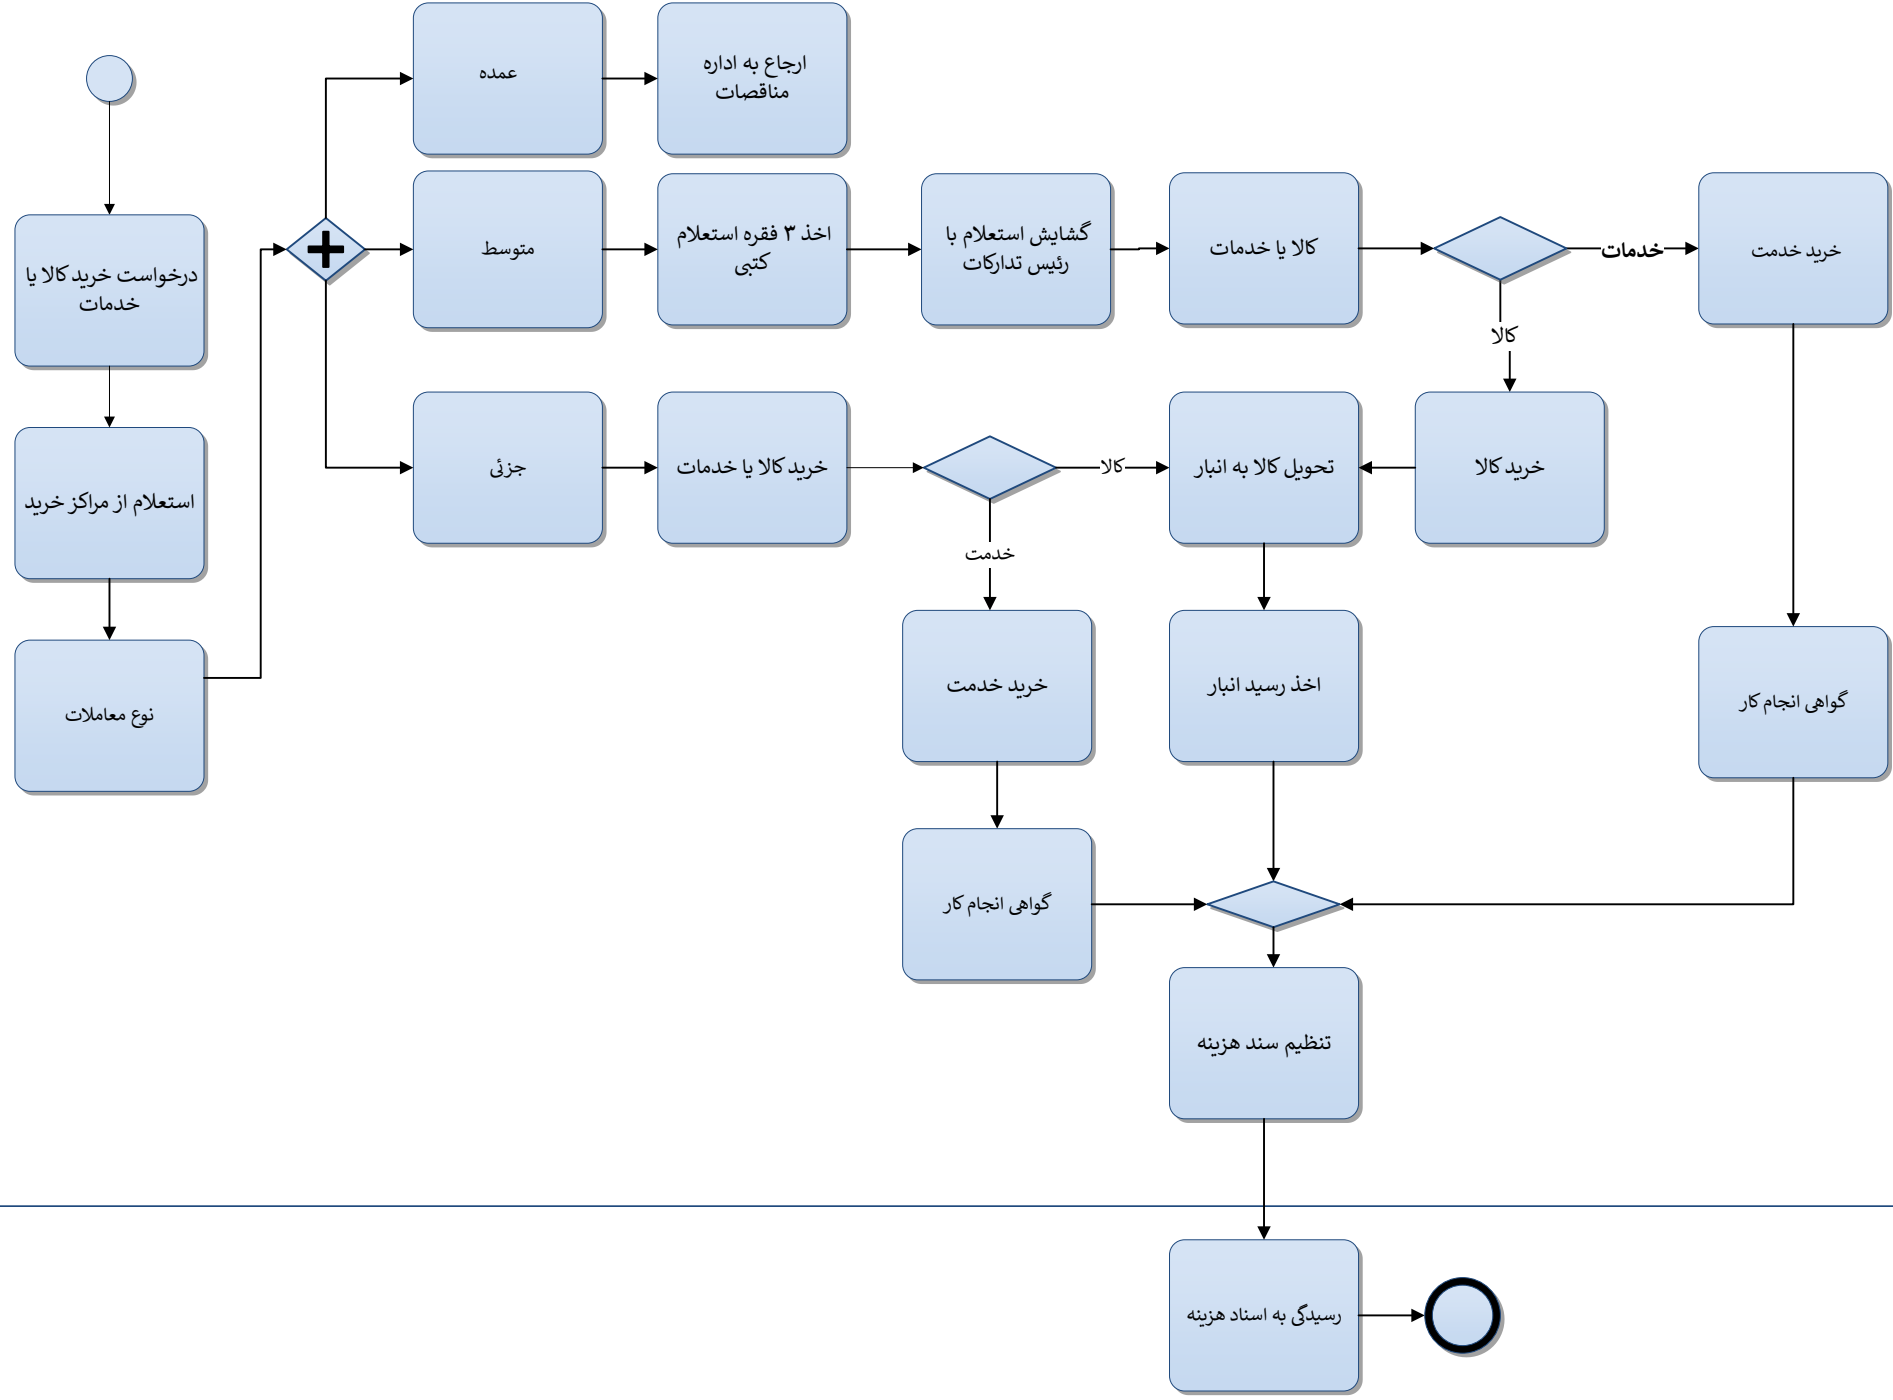 عمده
ارجاع به اداره
مناقصات
درخواست خرید کالا یا
خدمات
متوسط
اخذ ۳ فقره استعلام
کتبی
گشایش استعلام با
رئیس تدارکات
کالا یا خدمات
خدمات
خرید خدمت
کالا
استعلام از مراکز خرید
جزئی
خرید کالا یا خدمات
کالا
تحویل کالا به انبار
خرید کالا
خدمت
نوع معاملات
خرید خدمت
اخذ رسید انبار
گواهی انجام کار
گواهی انجام کار
تنظیم سند هزینه
رسیدگی به اسناد هزینه